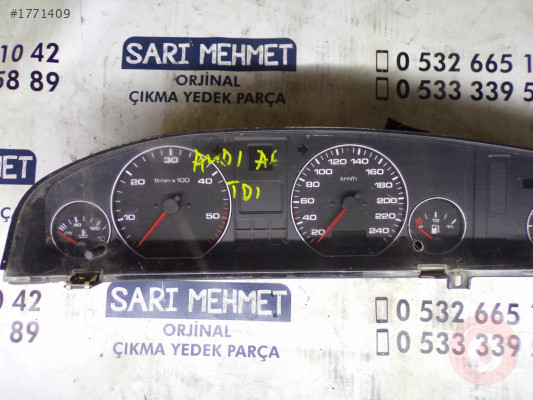 #1771409
10 42
58 89
SARI MEHMET
ORJİNAL
ÇIKMA YEDEK PARÇA
0 532 665 1
0 533 339 5
AUDI A6
TDI
10 20 30 40 50
1/min x 100
20 40 60 80 100 120 140 160 180 200 220 240
km/h
°C
0 42
89
SARI MEHMET
ORJİNAL
ÇIKMA YEDEK PARÇA
0 532 665 1
0 533 339